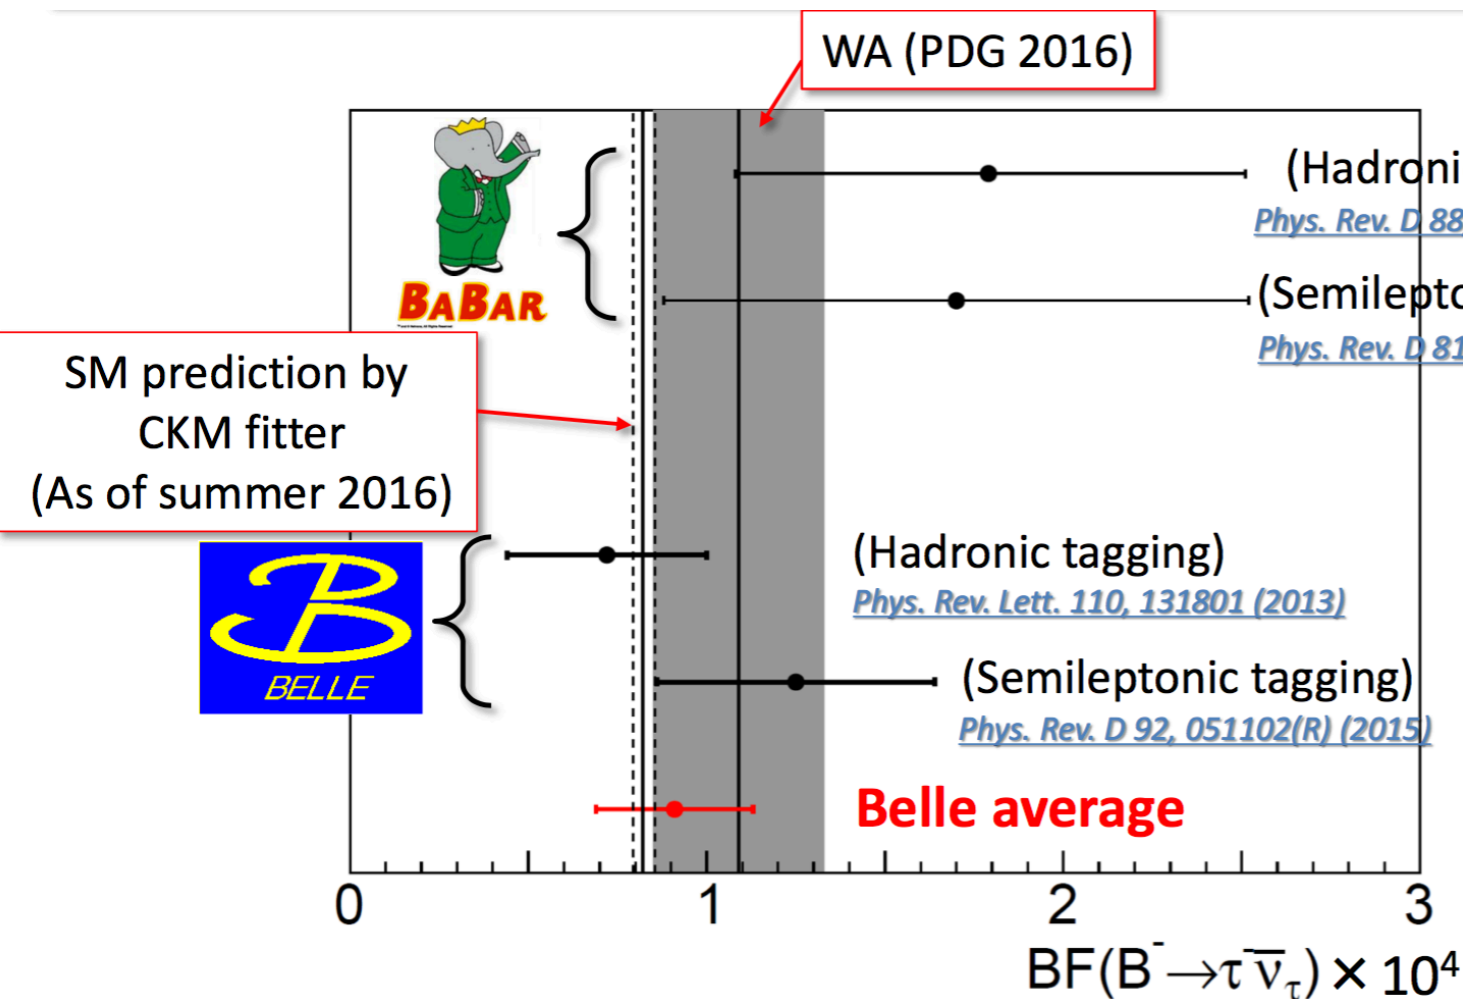 WA (PDG 2016)
(Hadroni
Phys. Rev. D 88,
BABAR
(Semilepto
Phys. Rev. D 81
SM prediction by
CKM fitter
(As of summer 2016)
(Hadronic tagging)
Phys. Rev. Lett. 110, 131801 (2013)
BELLE
(Semileptonic tagging)
Phys. Rev. D 92, 051102(R) (2015)
Belle average
0 1 2 3
BF(B⁻→τ⁻ν̅_τ) × 10⁴